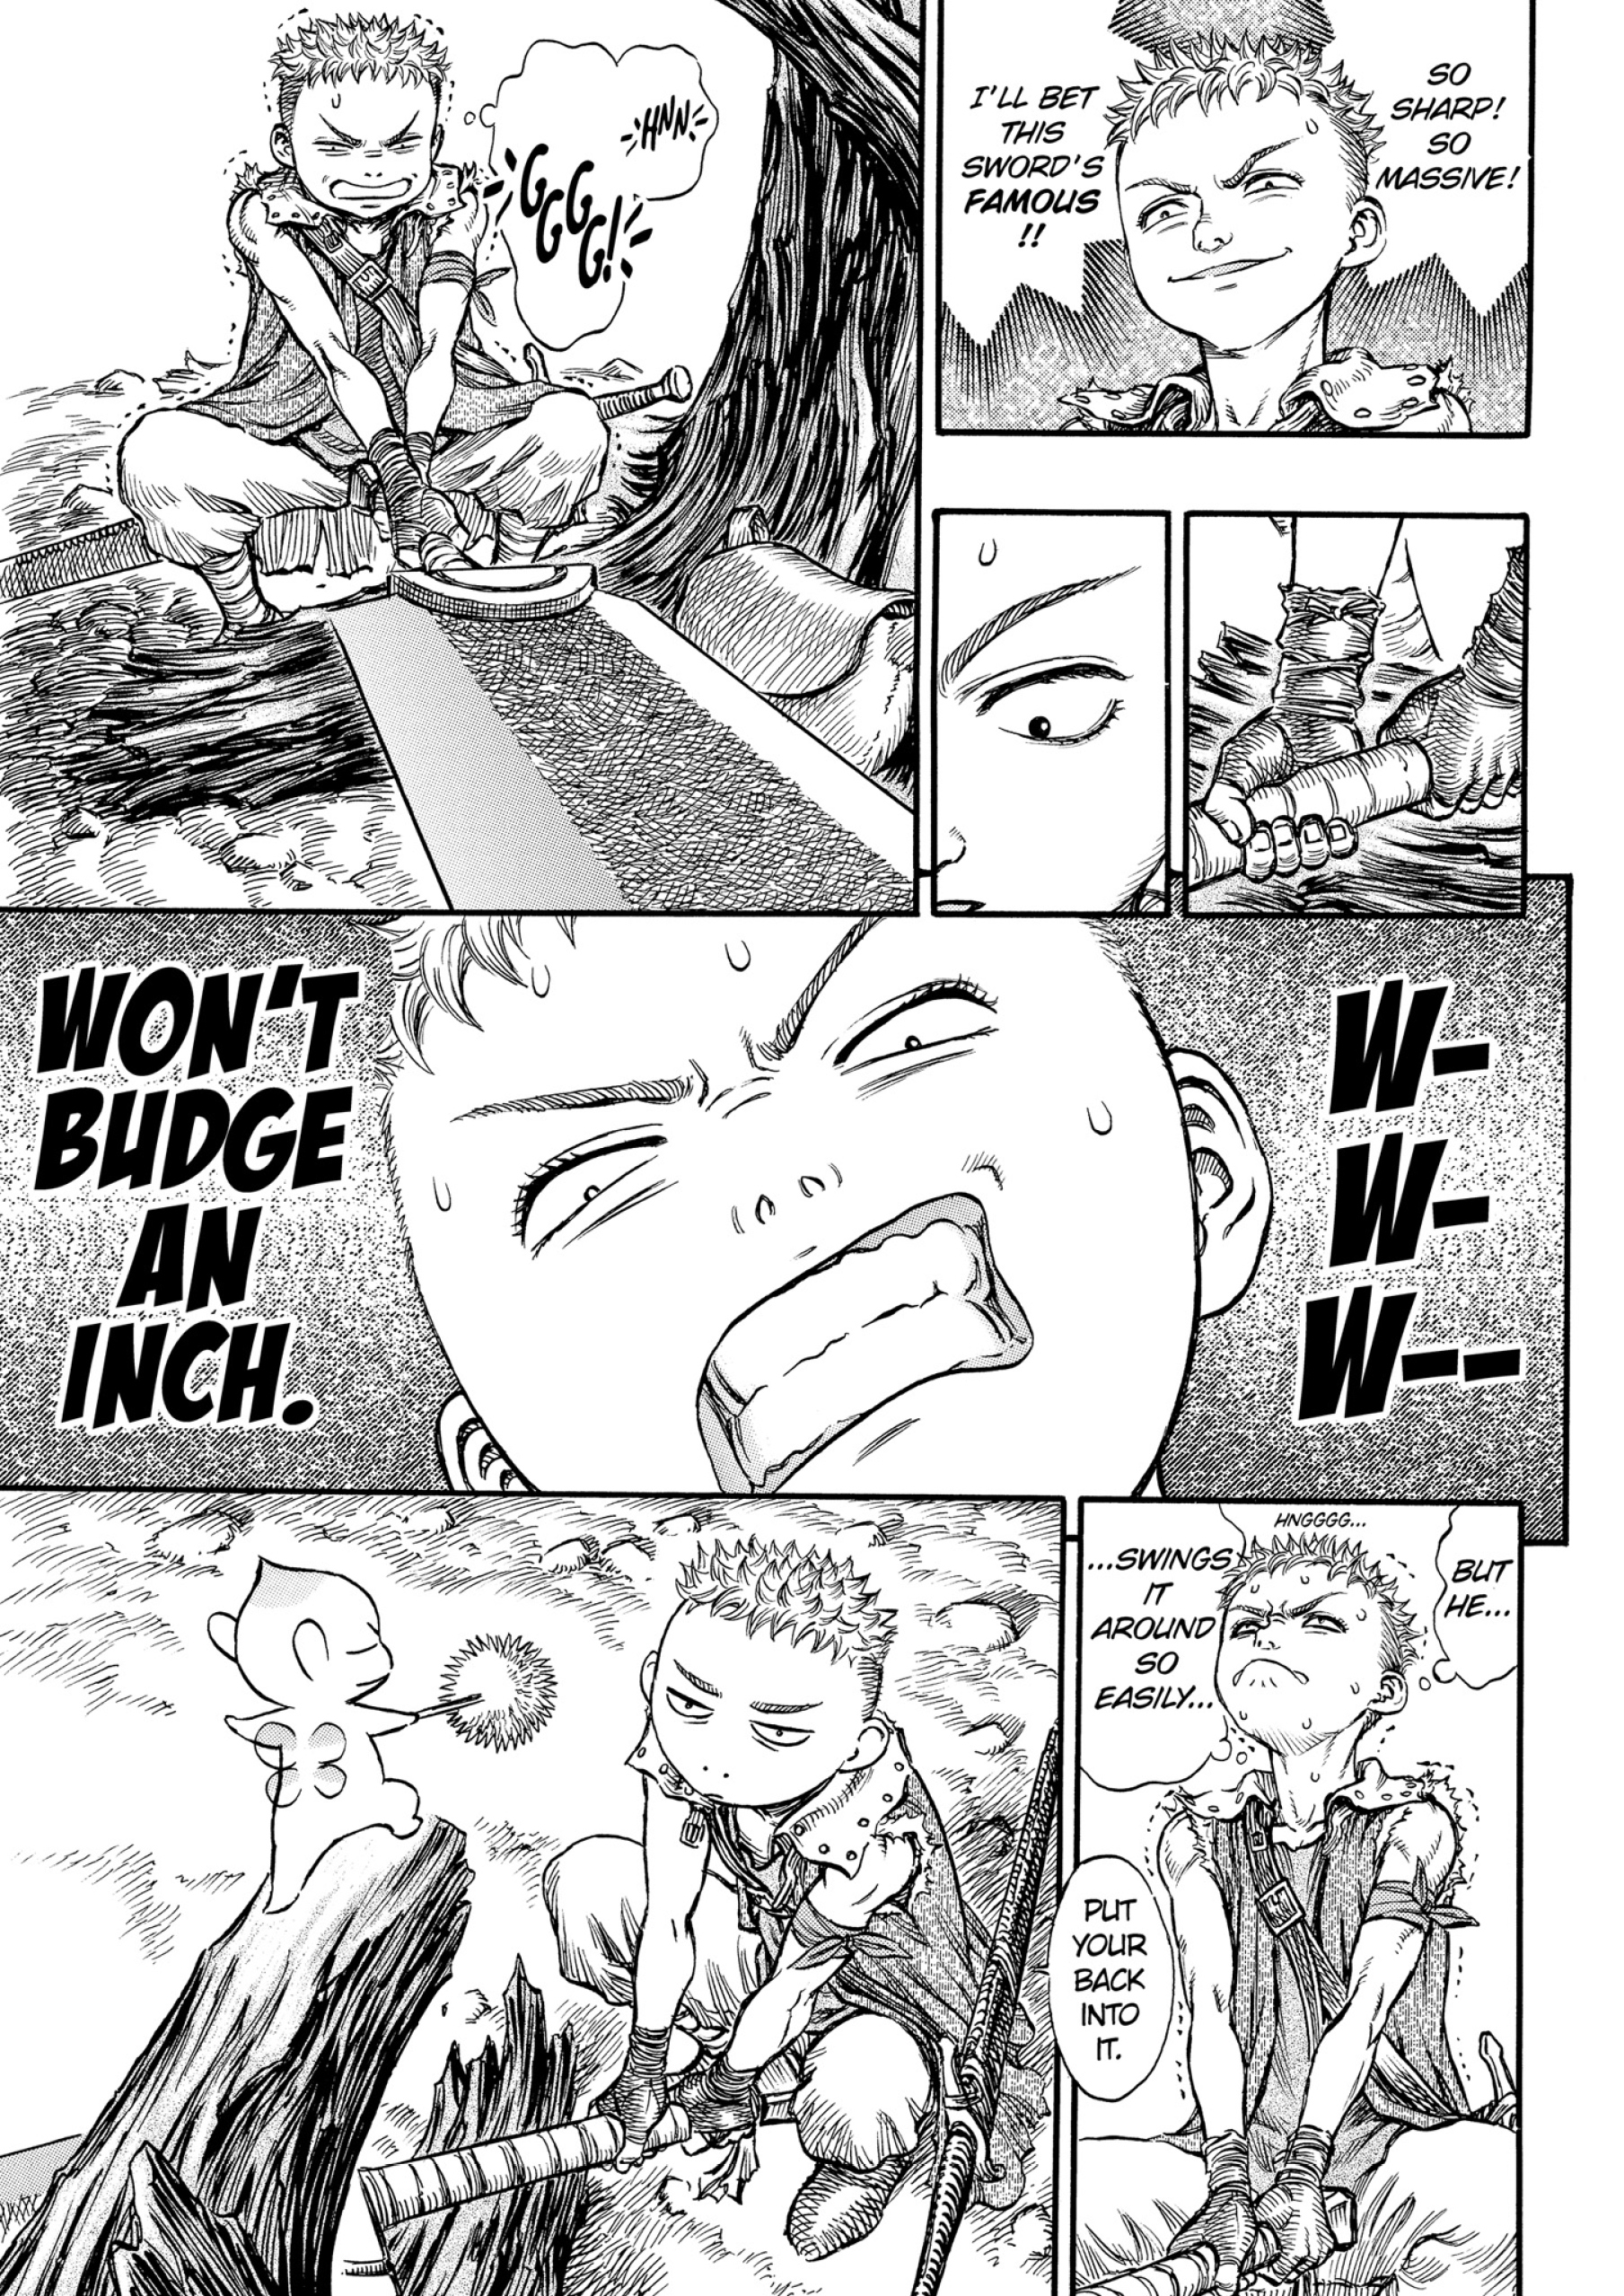 SO
SHARP!
SO
MASSIVE!
I'LL BET
THIS
SWORD'S
FAMOUS
!!
HNN
GGGGG!
W-
W-
W--
WON'T
BUDGE
AN
INCH.
BUT
HE...
HNGGGG...
...SWINGS
IT
AROUND
SO
EASILY...
PUT
YOUR
BACK
INTO
IT.